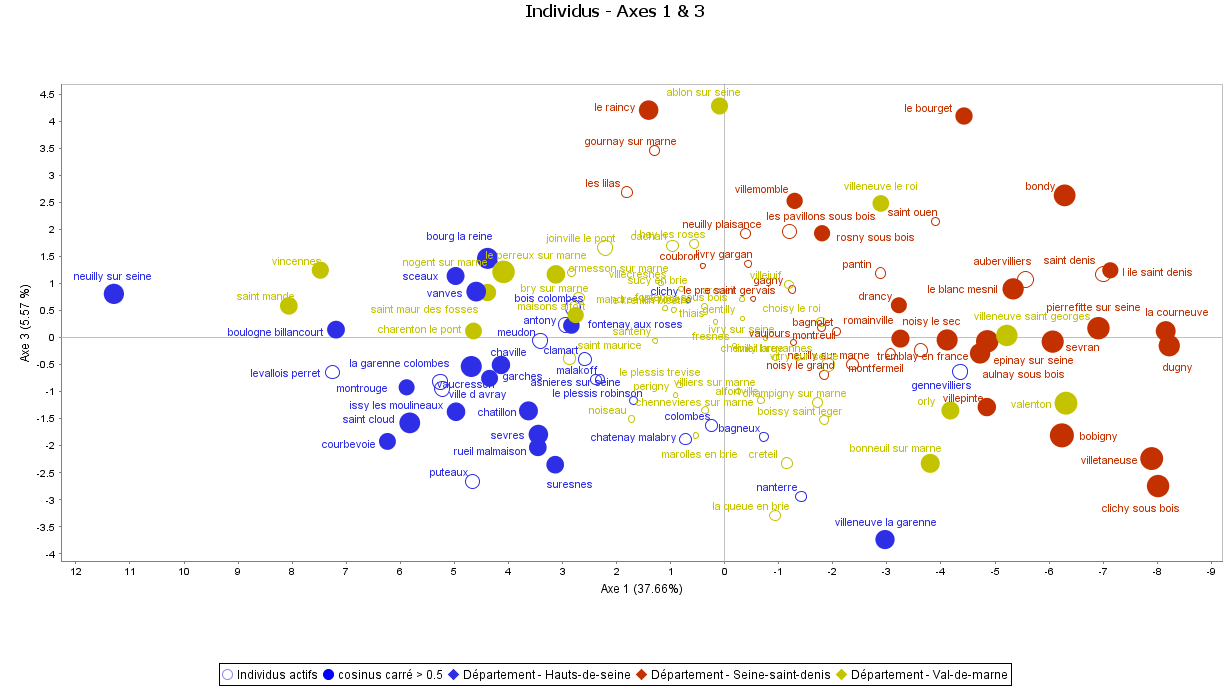 Individus - Axes 1 & 3
ablon sur seine
le raincy
le bourget
gournay sur marne
les lilas
villemomble
villeneuve le roi
bondy
les pavillons sous bois
saint ouen
neuilly plaisance
rosny sous bois
bourg la reine
joinville le pont
cachan
l hay les roses
le perreux sur marne
nogent sur marne
vincennes
neuilly sur seine
sceaux
ormesson sur marne
villecresnes
coubron
livry gargan
pantin
aubervilliers
saint denis
l ile saint denis
sucy en brie
villejuif
gagny
vanves
bry sur marne
bois colombes
clichy
le pre saint gervais
le blanc mesnil
saint mande
saint maur des fosses
maisons alfort
drancy
pierrefitte sur seine
thiais
gentilly
choisy le roi
la courneuve
antony
fontenay aux roses
bagnolet
romainville
noisy le sec
villeneuve saint georges
boulogne billancourt
charenton le pont
meudon
santeny
ivry sur seine
fresnes
vaujours
montreuil
saint maurice
clamart
chaville
neuilly sur marne
tremblay en france
epinay sur seine
sevran
la garenne colombes
malakoff
noisy le grand
montfermeil
dugny
levallois perret
garches
asnieres sur seine
le plessis trevise
aulnay sous bois
vaucresson
villiers sur marne
gennevilliers
montrouge
ville d avray
le plessis robinson
perigny
alfortville
champigny sur marne
issy les moulineaux
chatillon
noiseau
chennevieres sur marne
boissy saint leger
orly
villepinte
valenton
saint cloud
colombes
bagneux
courbevoie
sevres
chatenay malabry
bobigny
rueil malmaison
marolles en brie
creteil
bonneuil sur marne
villetaneuse
puteaux
suresnes
nanterre
la queue en brie
clichy sous bois
villeneuve la garenne
4.5
4
3.5
3
2.5
2
1.5
1
0.5
0
-0.5
-1
-1.5
-2
-2.5
-3
-3.5
-4
Axe 3 (5.57 %)
12 11 10 9 8 7 6 5 4 3 2 1 0 -1 -2 -3 -4 -5 -6 -7 -8 -9
Axe 1 (37.66%)
Individus actifs cosinus carré > 0.5 Département - Hauts-de-seine Département - Seine-saint-denis Département - Val-de-marne